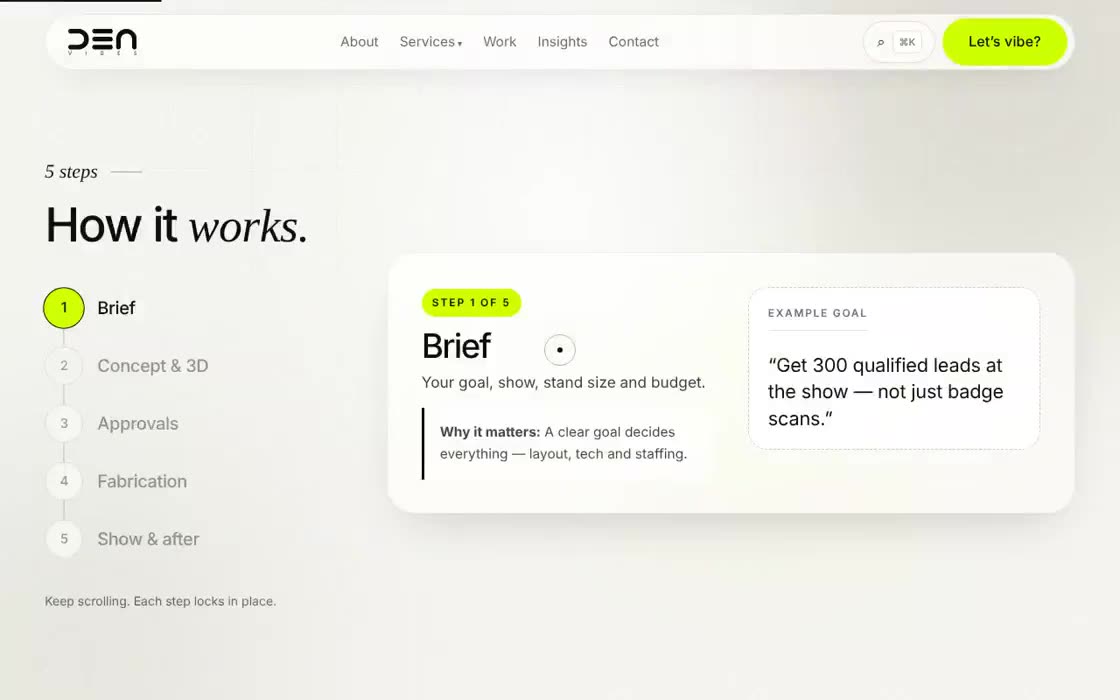 DEN
VIBES
About
Services ▾
Work
Insights
Contact
⌘K
Let’s vibe?
5 steps
How it works.
1
Brief
2
Concept & 3D
3
Approvals
4
Fabrication
5
Show & after
Keep scrolling. Each step locks in place.
STEP 1 OF 5
Brief
Your goal, show, stand size and budget.
Why it matters: A clear goal decides
everything — layout, tech and staffing.
EXAMPLE GOAL
“Get 300 qualified leads at
the show — not just badge
scans.”